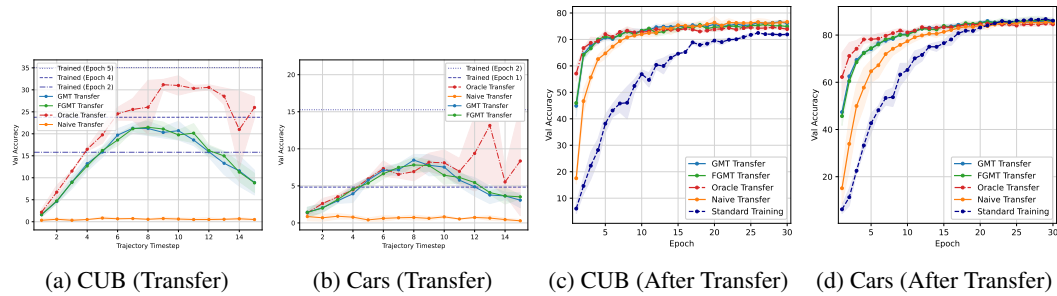 35
30
25
20
15
10
5
0
Val Accuracy
2 4 6 8 10 12 14
Trajectory Timestep
Trained (Epoch 5)
Trained (Epoch 4)
Trained (Epoch 2)
GMT Transfer
FGMT Transfer
Oracle Transfer
Naive Transfer
(a) CUB (Transfer)
20
15
10
5
0
Val Accuracy
2 4 6 8 10 12 14
Trajectory Timestep
Trained (Epoch 2)
Oracle Transfer
Naive Transfer
Trained (Epoch 1)
GMT Transfer
FGMT Transfer
(b) Cars (Transfer)
80
70
60
50
40
30
20
10
Val Accuracy
5 10 15 20 25 30
Epoch
GMT Transfer
FGMT Transfer
Oracle Transfer
Naive Transfer
Standard Training
(c) CUB (After Transfer)
80
60
40
20
Val Accuracy
5 10 15 20 25 30
Epoch
GMT Transfer
FGMT Transfer
Oracle Transfer
Naive Transfer
Standard Training
(d) Cars (After Transfer)